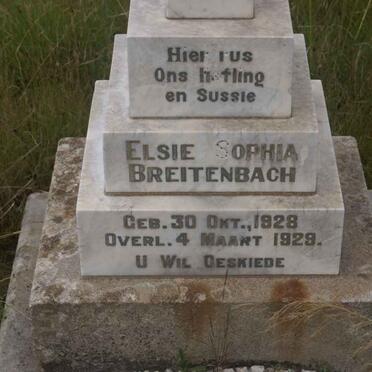 Hier rus
Ons liefling
en Sussie
Elsie Sophia
Breitenbach
Geb. 30 Okt., 1928
Overl. 4 Maart 1929.
U Wil Geskiede